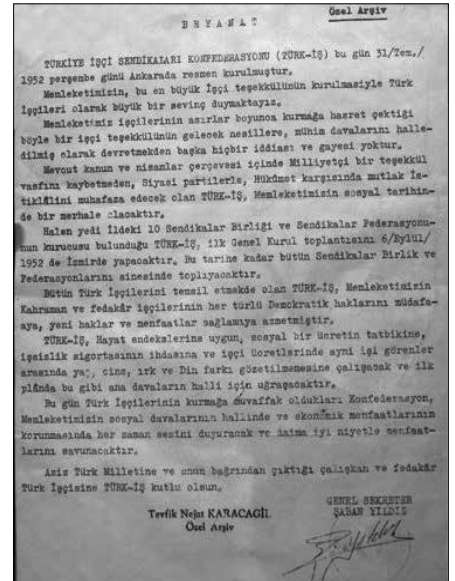 Özel Arşiv
BEYANAT
TÜRKİYE İŞÇİ SENDİKALARI KONFEDERASYONU (TÜRK-İŞ) bu gün 31/Tem./
1952 perşenbe günü Ankarada resmen kurulmuştur.
Memleketimizin, bu en büyük İşçi teşekkülünün kurulmasiyle Türk
İşçileri olarak büyük bir sevinç duymaktayız.
Memleketimiz işçilerinin asırlar boyunca kurmağa hasret çektiği
böyle bir işçi teşekkülünün gelecek nesillere, mühim davalarını halle-
dilmiş olarak devretmekden başka hiçbir iddiası ve gayesi yoktur.
Mevcut kanun ve nizamlar çerçevesi içinde Milliyetçi bir teşekkül
vasfını kaybetmeden, Siyasi partilerle, Hükümet karşısında mutlak İs-
tiklâlini muhafaza edecek olan TÜRK-İŞ, Memleketimizin sosyal tarihin-
de bir merhale olacaktır.
Halen yedi İldeki 10 Sendikalar Birliği ve Sendikalar Federasyonu-
nun kurucusu bulunduğu TÜRK-İŞ, ilk Genel Kurul toplantısını 6/Eylül/
1952 de İzmirde yapacaktır. Bu tarihe kadar bütün Sendikalar Birlik ve
Federasyonlarını sinesinde toplıyacaktır.
Bütün Türk İşçilerini temsil etmekde olan TÜRK-İŞ, Memleketimizin
Kahraman ve fedakâr işçilerinin her türlü Demokratik haklarını müdafa-
aya, yeni haklar ve menfaatlar sağlamıya azmetmiştir.
TÜRK-İŞ, Hayat endekslerine uygun, sosyal bir ücretin tatbikine,
işsizlik sigortasının ihdasına ve işçi ücretlerinde ayni işi görenler
arasında yaş, cins, ırk ve Din farkı gözetilmemesine çalışacak ve ilk
plânda bu gibi ana davaların halli için uğraşacaktır.
Bu gün Türk İşçilerinin kurmağa muvaffak oldukları Konfederasyon,
Memleketimizin sosyal davalarının hallinde ve ekonomik menfaatlarının
korunmasında her zaman sesini duyuracak ve daima iyi niyetle menfaat-
larını savunacaktır.
Aziz Türk Milletine ve onun bağrından çıktığı çalışkan ve fedakâr
Türk İşçisine TÜRK-İŞ kutlu olsun.
GENEL SEKRETER
ŞABAN YILDIZ
Tevfik Nejat KARACAGİL
Özel Arşiv